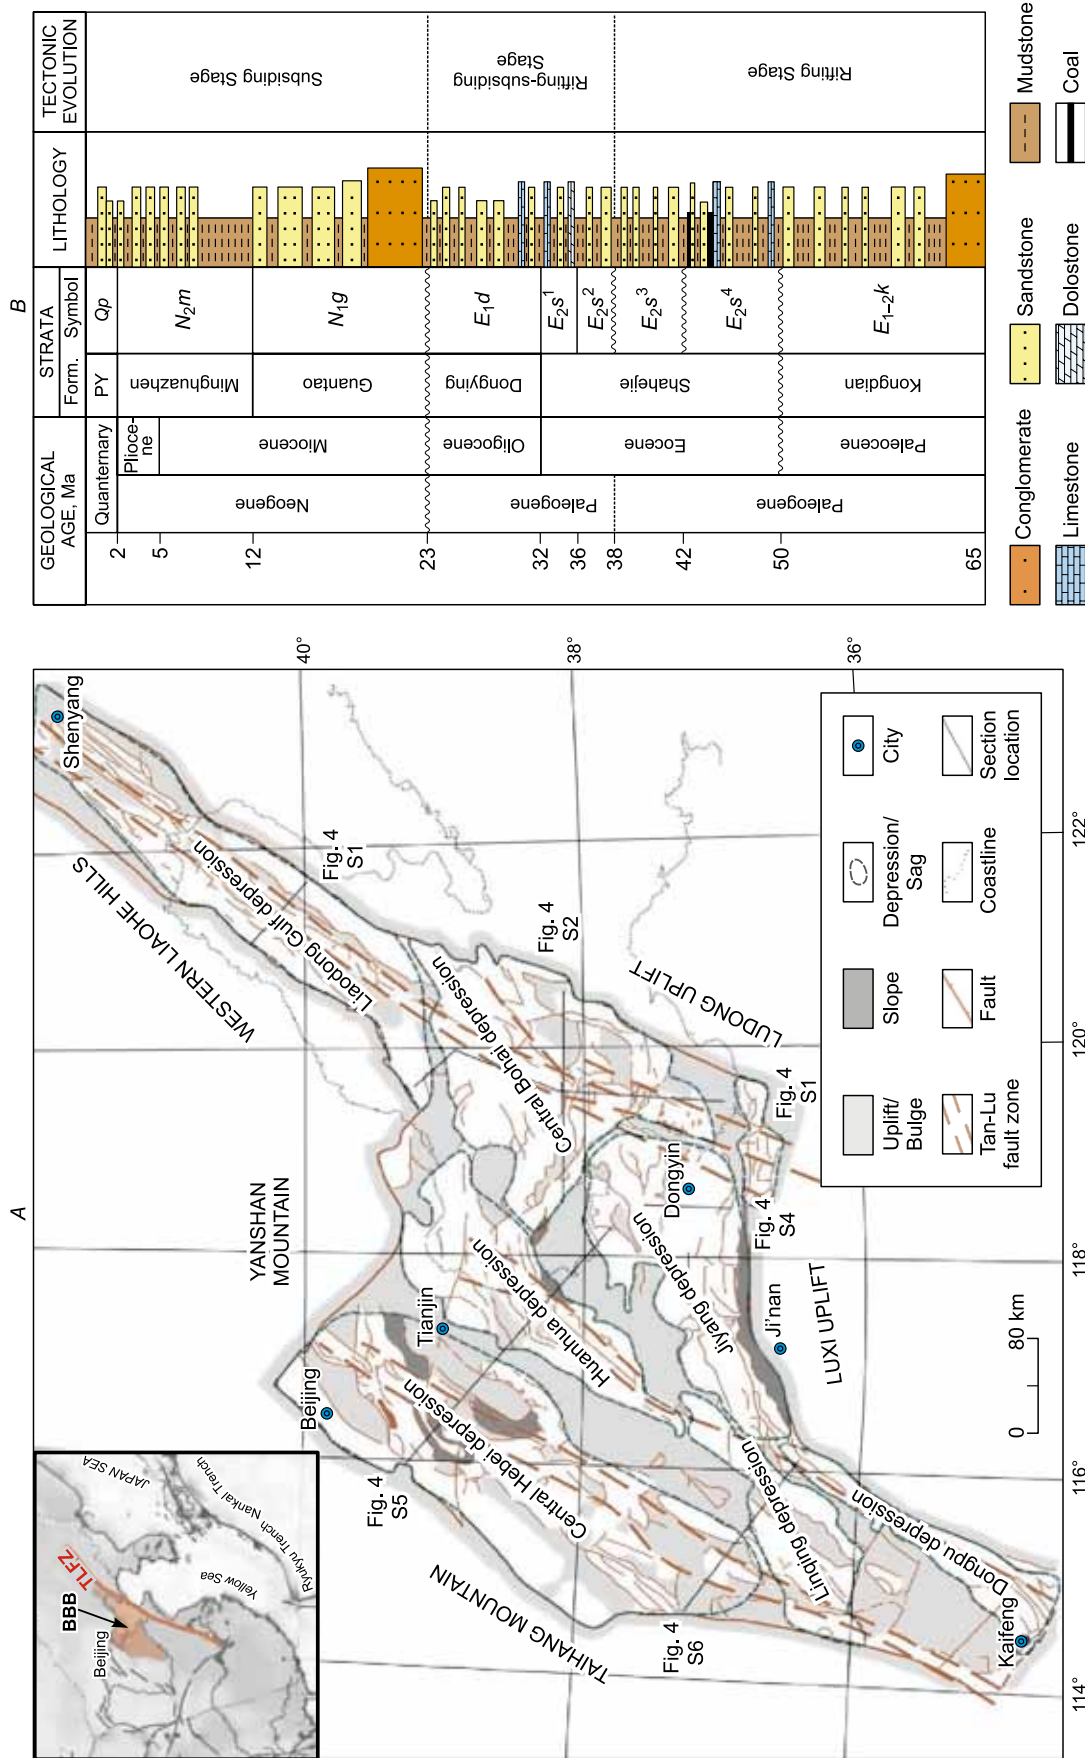 A
JAPAN SEA
TLFZ
BBB
Beijing
Yellow Sea
Ryukyu Trench
Nankai Trench
YANSHAN
MOUNTAIN
WESTERN LIAOHE HILLS
Shenyang
Beijing
Tianjin
Liaodong Gulf depression
Fig. 4
S1
40°
Fig. 4
S5
Central Hebei depression
Huanhua depression
Central Bohai depression
Fig. 4
S2
38°
TAIHANG MOUNTAIN
Fig. 4
S6
Linqing depression
Jiyang depression
Dongyin
LUDONG UPLIFT
Fig. 4
S4
Fig. 4
S1
Ji'nan
LUXI UPLIFT
36°
Dongpu depression
Kaifeng
0
80 km
Uplift/
Bulge
Slope
Depression/
Sag
City
Tan-Lu
fault zone
Fault
Coastline
Section
location
114°
116°
118°
120°
122°
B
GEOLOGICAL
AGE, Ma
STRATA
Form.
Symbol
LITHOLOGY
TECTONIC
EVOLUTION
2
5
12
23
32
36
38
42
50
65
Quanternary
Neogene
Paleogene
Paleogene
Plioce-
ne
Miocene
Oligocene
Eocene
Paleocene
PY
Minghuazhen
Guantao
Dongying
Shahejie
Kongdian
Qp
N₂m
N₁g
E₁d
E₂s¹
E₂s²
E₂s³
E₂s⁴
E₁₋₂k
Subsiding Stage
Rifting-subsiding
Stage
Rifting Stage
Conglomerate
Sandstone
Mudstone
Limestone
Dolostone
Coal